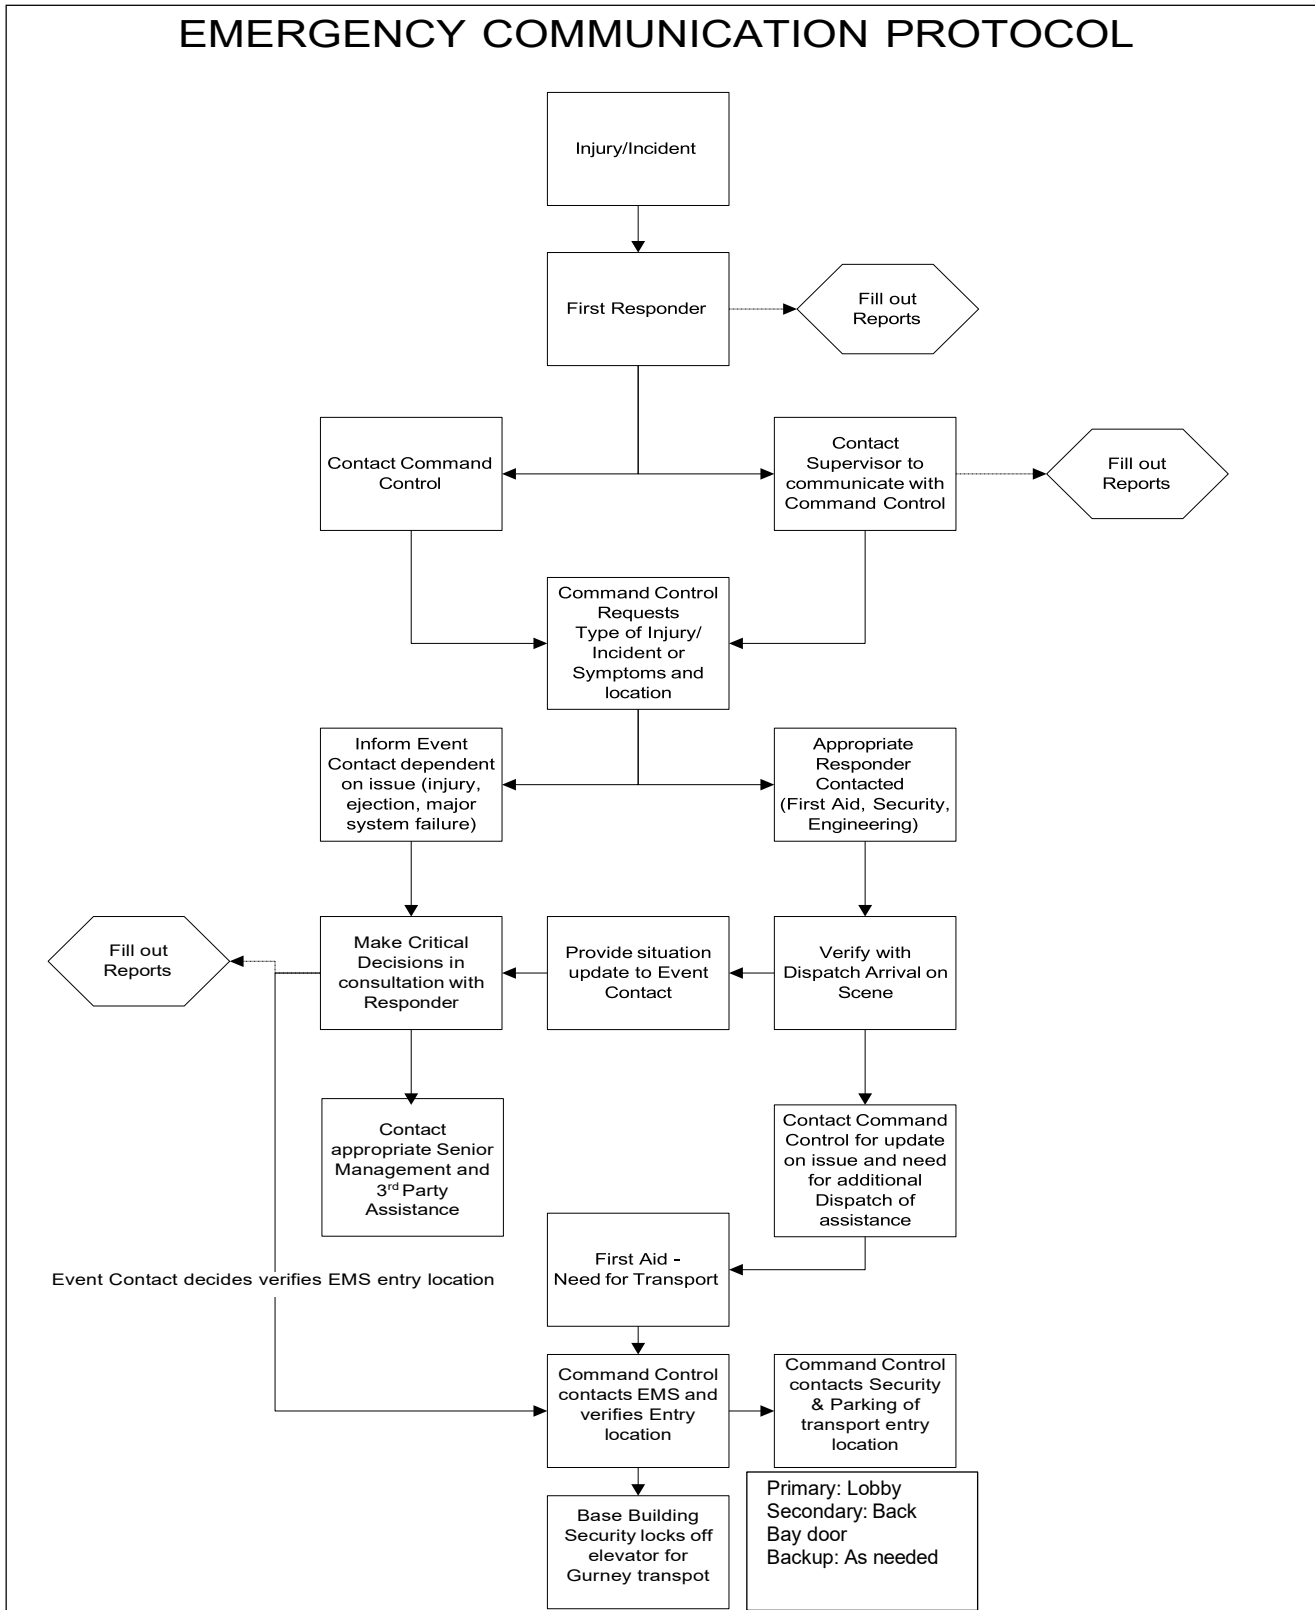 EMERGENCY COMMUNICATION PROTOCOL
Injury/Incident
First Responder
Fill out
Reports
Contact Command
Control
Contact
Supervisor to
communicate with
Command Control
Fill out
Reports
Command Control
Requests
Type of Injury/
Incident or
Symptoms and
location
Inform Event
Contact dependent
on issue (injury,
ejection, major
system failure)
Appropriate
Responder
Contacted
(First Aid, Security,
Engineering)
Fill out
Reports
Make Critical
Decisions in
consultation with
Responder
Provide situation
update to Event
Contact
Verify with
Dispatch Arrival on
Scene
Contact
appropriate Senior
Management and
3rd Party
Assistance
Contact Command
Control for update
on issue and need
for additional
Dispatch of
assistance
Event Contact decides verifies EMS entry location
First Aid -
Need for Transport
Command Control
contacts EMS and
verifies Entry
location
Command Control
contacts Security
& Parking of
transport entry
location
Base Building
Security locks off
elevator for
Gurney transpot
Primary: Lobby
Secondary: Back
Bay door
Backup: As needed